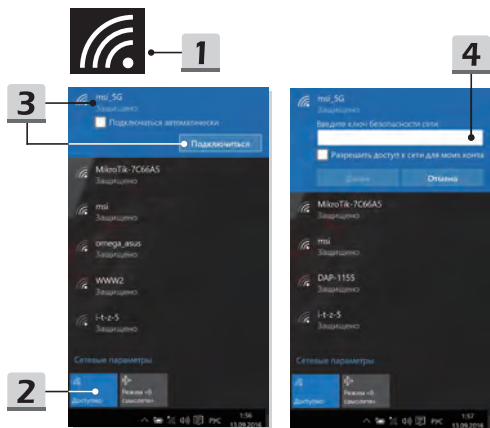 1
3
msi_5G
Защищено
Подключаться автоматически
Подключиться
MikroTik-7C66A5
Защищено
msi
Защищено
omega_asus
Защищено
WWW2
Защищено
i-t-z-5
Защищено
Сетевые параметры
2
Доступно
Режим «в самолете»
РУС
1:56
13.09.2016
4
msi_5G
Защищено
Введите ключ безопасности сети
Разрешить доступ к сети для моих конта
Далее
Отмена
MikroTik-7C66A5
Защищено
msi
Защищено
DAP-1155
Защищено
i-t-z-5
Защищено
Сетевые параметры
Доступно
Режим «в самолете»
РУС
1:57
13.09.2016